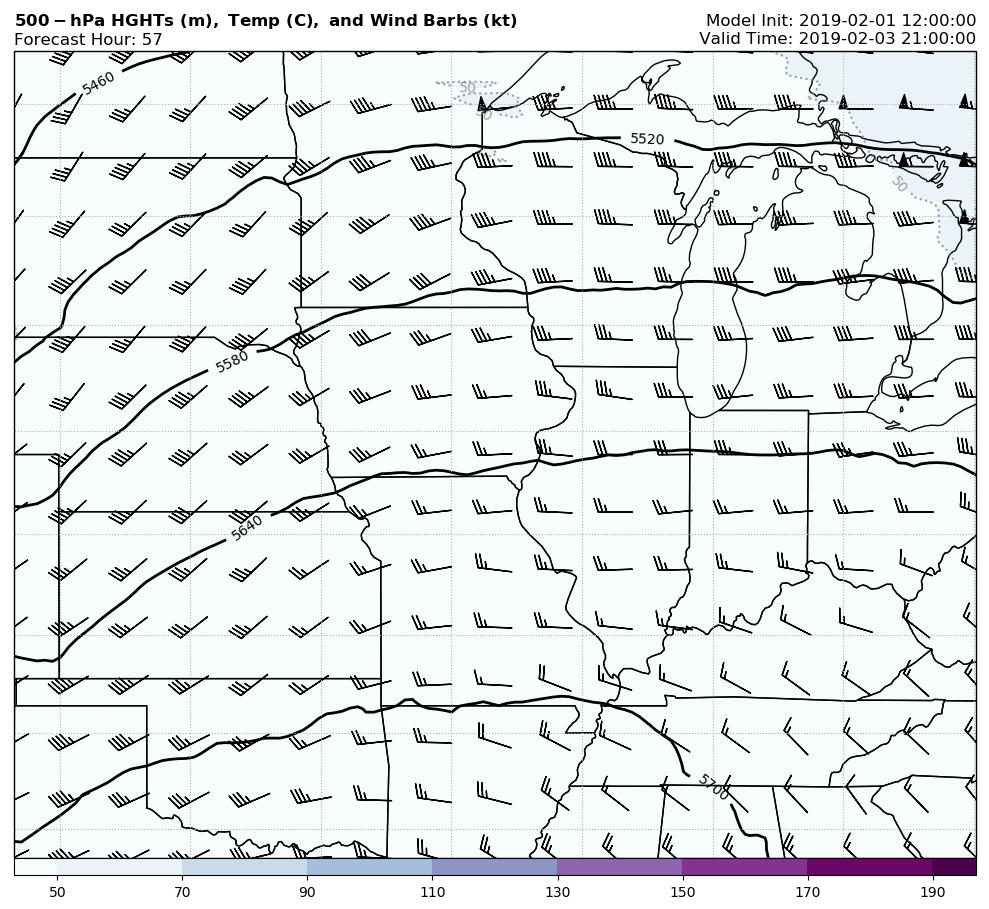 500-hPa HGHTs (m), Temp (C), and Wind Barbs (kt)
Model Init: 2019-02-01 12:00:00
Forecast Hour: 57
Valid Time: 2019-02-03 21:00:00
5460
50
50
5520
50
5580
5640
5700
50 70 90 110 130 150 170 190